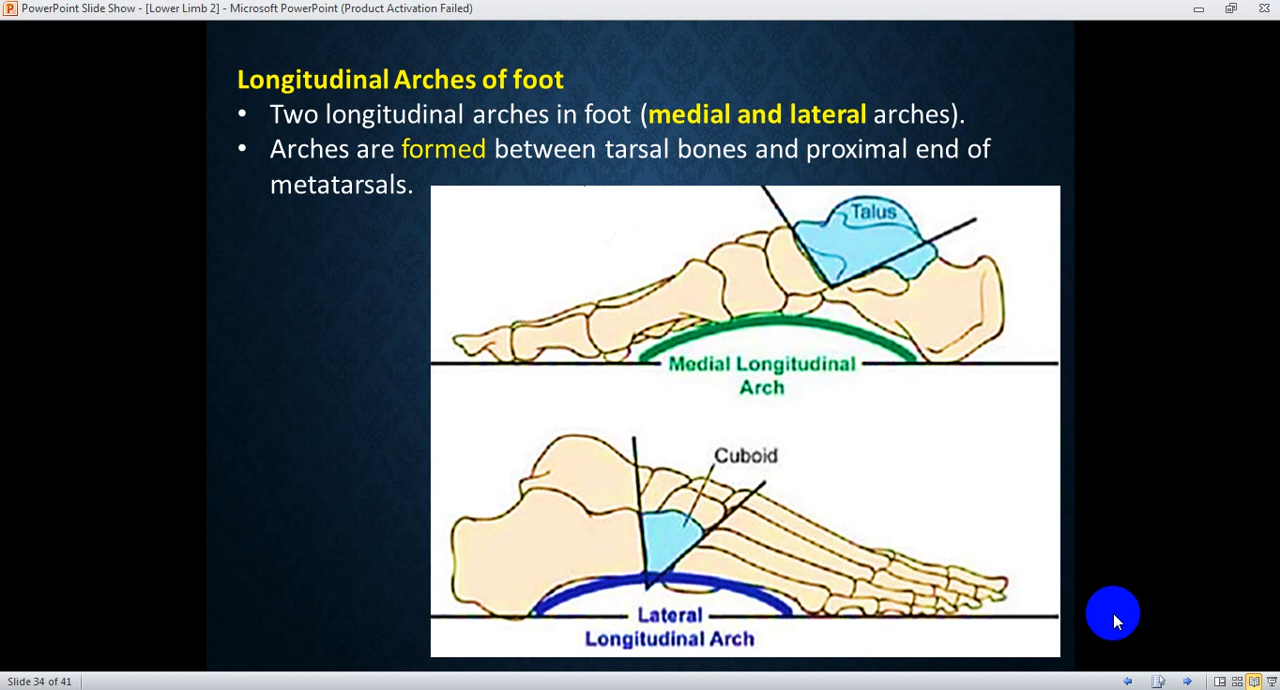 PowerPoint Slide Show - [Lower Limb 2] - Microsoft PowerPoint (Product Activation Failed)
Longitudinal Arches of foot
• Two longitudinal arches in foot (medial and lateral arches).
• Arches are formed between tarsal bones and proximal end of
metatarsals.
Talus
Medial Longitudinal
Arch
Cuboid
Lateral
Longitudinal Arch
Slide 34 of 41